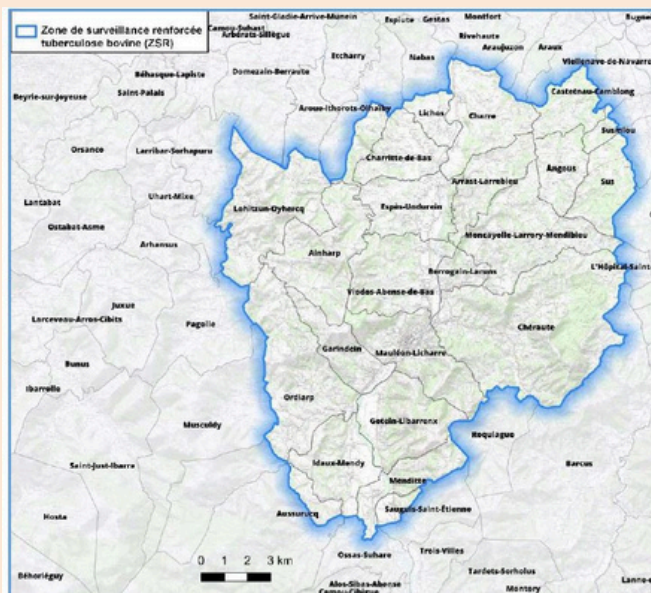 Zone de surveillance renforcée
tuberculose bovine (ZSR)
Saint-Gladie-Arrive-Munein
Espiute
Gestas
Montfort
Rivehaute
Arbérats-Sillègue
Araujuzon
Araux
Etcharry
Nabas
Viellenave-de-Navarre
Béhasque-Lapiste
Domezain-Berraute
Castetnau-Camblong
Beyrie-sur-Joyeuse
Saint-Palais
Aroue-Ithorots-Olhaïby
Lichos
Charre
Susmiou
Orsanco
Larribar-Sorhapuru
Charritte-de-Bas
Angous
Arrast-Larrebieu
Sus
Lantabat
Uhart-Mixe
Lohitzun-Oyhercq
Espès-Undurein
Ostabat-Asme
Moncayolle-Larrory-Mendibieu
Arhansus
Ainharp
Berrogain-Laruns
L'Hôpital-Saint-
Viodos-Abense-de-Bas
Juxue
Larceveau-Arros-Cibits
Pagolle
Chéraute
Garindein
Mauléon-Licharre
Bunus
Ibarrolle
Ordiarp
Musculdy
Gotein-Libarrenx
Roquiague
Saint-Just-Ibarre
Idaux-Mendy
Barcus
Menditte
Hosta
Aussurucq
Sauguis-Saint-Étienne
Ossas-Suhare
Trois-Villes
0 1 2 3 km
Béhorléguy
Tardets-Sorholus
Alos-Sibas-Abense
Lanne-e
Camou-Cihigue
Montory